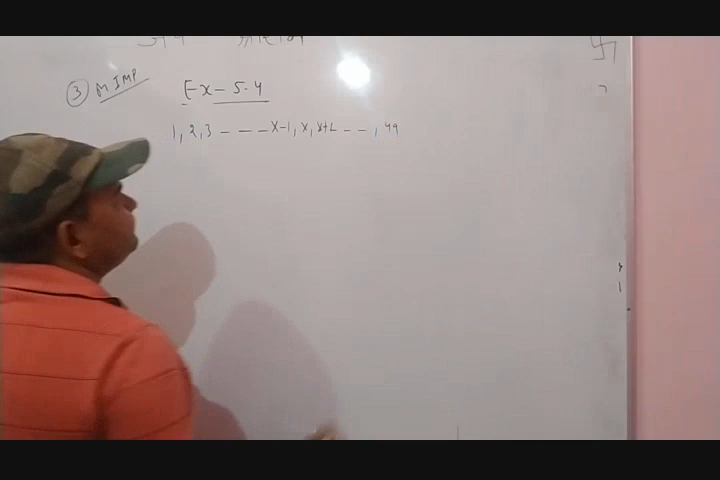 ③ M IMP
Ex - 5.4
1, 2, 3 - - - x-1, x, x+1 - - , 49